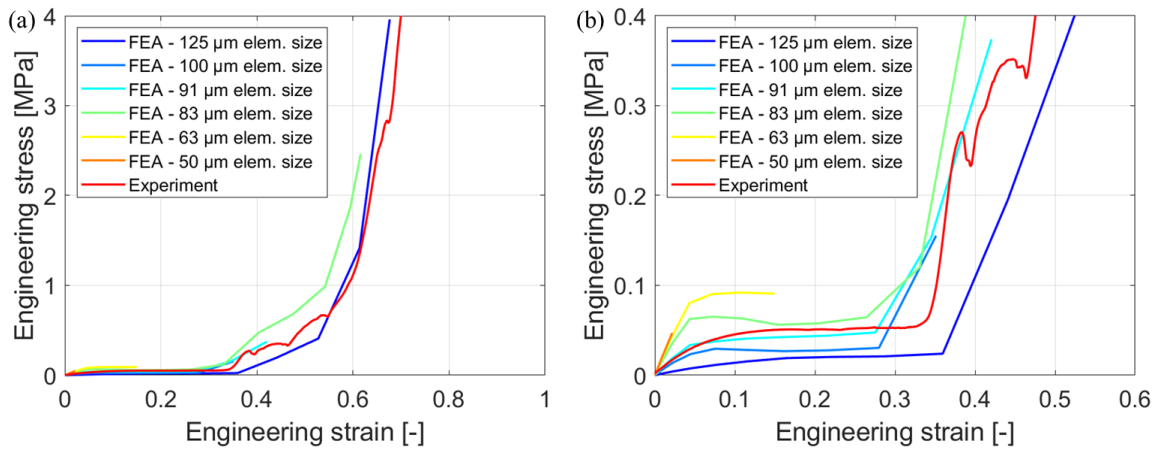 (a)
4
3
2
1
0
Engineering stress [MPa]
FEA - 125 µm elem. size
FEA - 100 µm elem. size
FEA - 91 µm elem. size
FEA - 83 µm elem. size
FEA - 63 µm elem. size
FEA - 50 µm elem. size
Experiment
0 0.2 0.4 0.6 0.8 1
Engineering strain [-]
(b)
0.4
0.3
0.2
0.1
0
Engineering stress [MPa]
FEA - 125 µm elem. size
FEA - 100 µm elem. size
FEA - 91 µm elem. size
FEA - 83 µm elem. size
FEA - 63 µm elem. size
FEA - 50 µm elem. size
Experiment
0 0.1 0.2 0.3 0.4 0.5 0.6
Engineering strain [-]